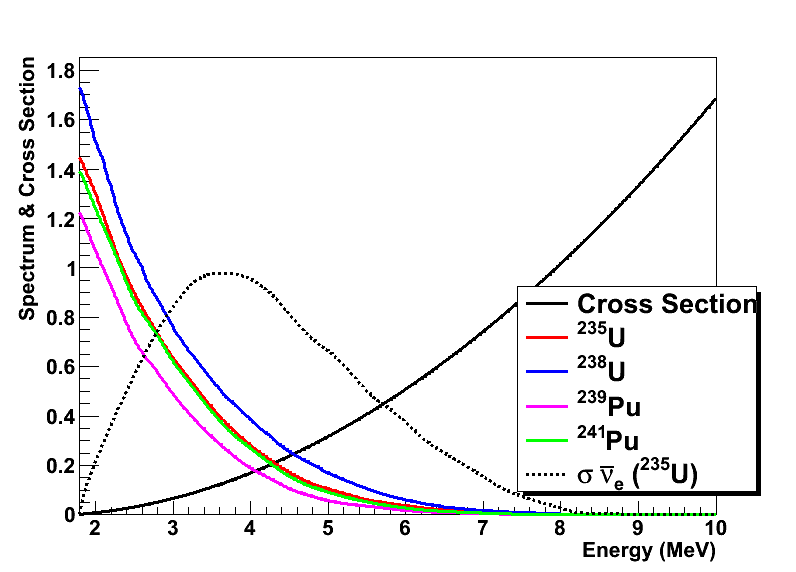 Spectrum & Cross Section
1.8
1.6
1.4
1.2
1
0.8
0.6
0.4
0.2
0
Cross Section
²³⁵U
²³⁸U
²³⁹Pu
²⁴¹Pu
σ ν̅ₑ (²³⁵U)
2 3 4 5 6 7 8 9 10
Energy (MeV)